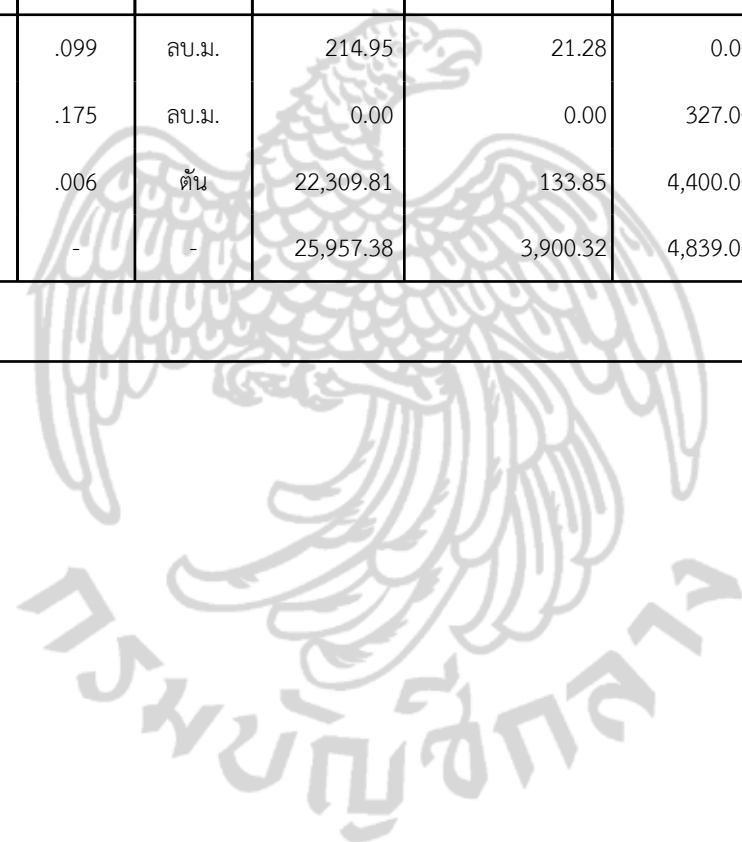 .099 ลบ.ม. 214.95 21.28 0.0
.175 ลบ.ม. 0.00 0.00 327.0
.006 ตัน 22,309.81 133.85 4,400.0
- - 25,957.38 3,900.32 4,839.0
กรมบัญชีกลาง